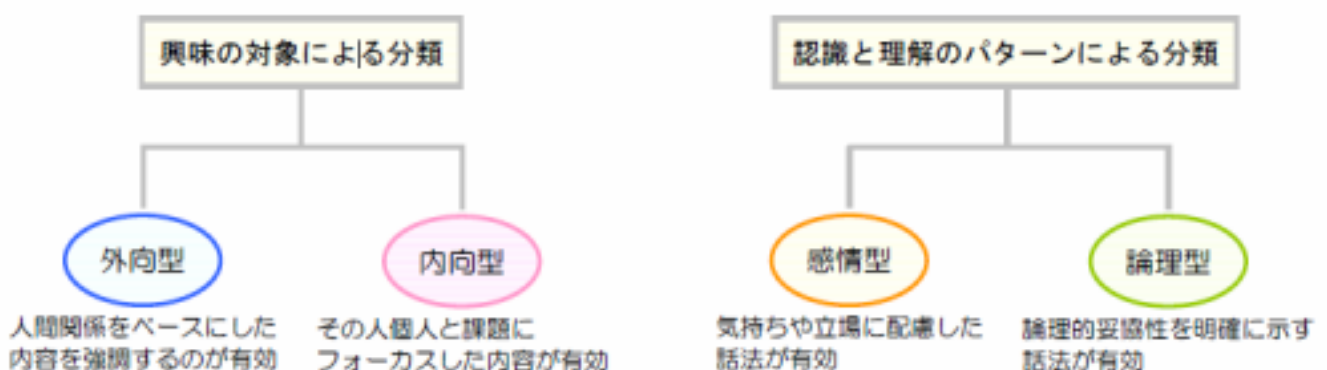 興味の対象による分類
認識と理解のパターンによる分類
外向型
内向型
感情型
論理型
人間関係をベースにした
内容を強調するのが有効
その人個人と課題に
フォーカスした内容が有効
気持ちや立場に配慮した
話法が有効
論理的妥協性を明確に示す
話法が有効